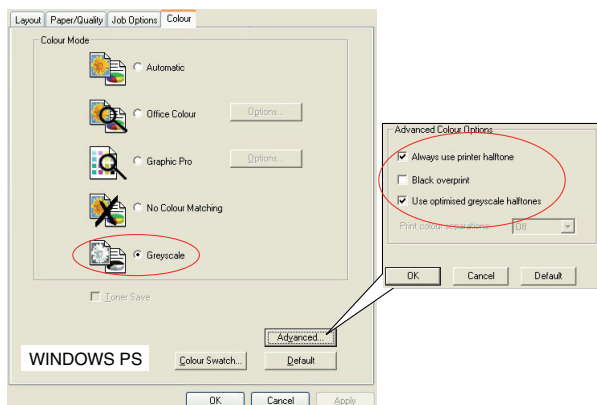 Layout Paper/Quality Job Options Colour
Colour Mode
Automatic
Office Colour Options...
Graphic Pro Options...
No Colour Matching
Greyscale
Toner Save
Advanced...
WINDOWS PS Colour Swatch... Default
OK Cancel Apply
Advanced Colour Options
Always use printer halftone
Black overprint
Use optimised greyscale halftones
Print colour separations: Off
OK Cancel Default